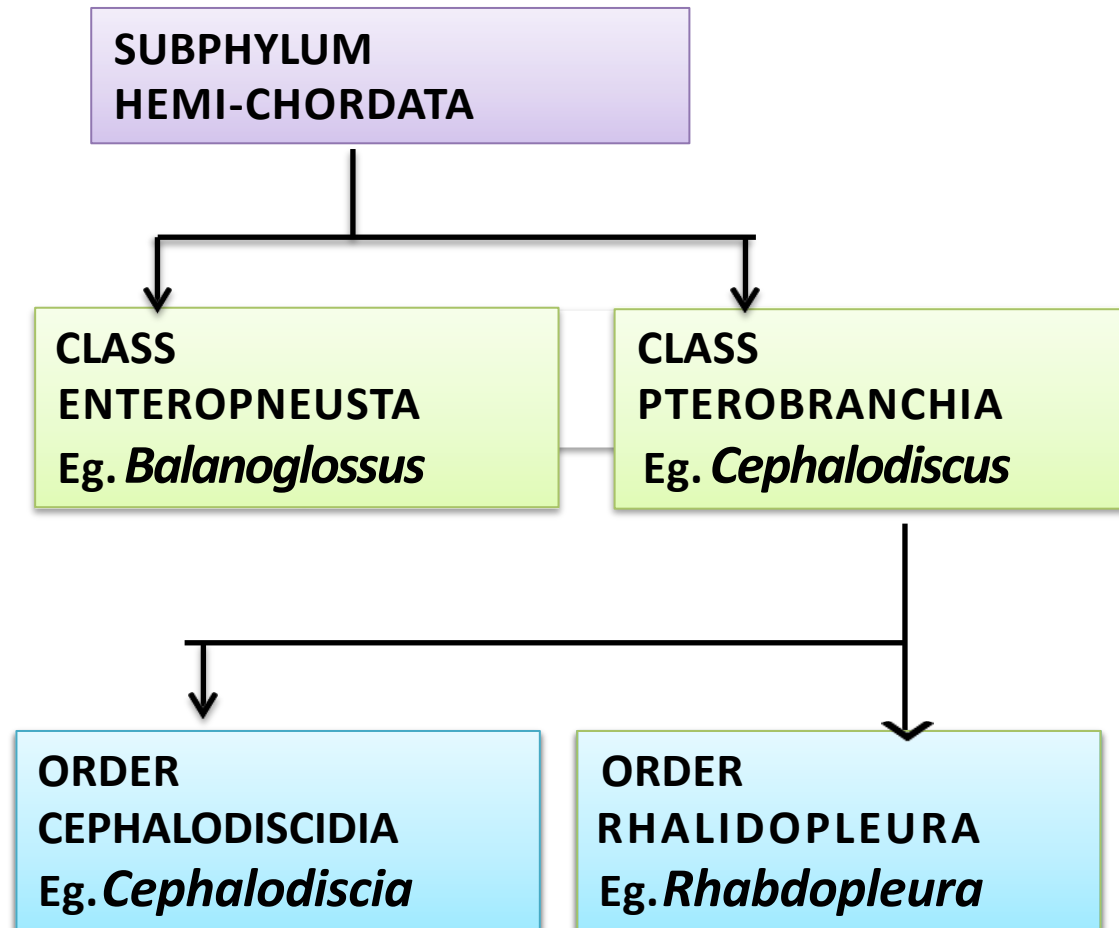 SUBPHYLUM
HEMI-CHORDATA
CLASS
ENTEROPNEUSTA
Eg. Balanoglossus
CLASS
PTEROBRANCHIA
Eg. Cephalodiscus
ORDER
CEPHALODISCIDIA
Eg. Cephalodiscia
ORDER
RHALIDOPLEURA
Eg. Rhabdopleura